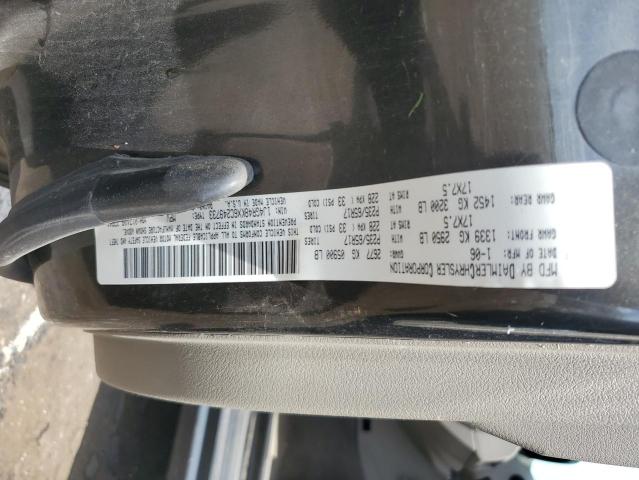 MFD BY DAIMLERCHRYSLER CORPORATION
DATE OF MFR: 1-06 GVWR: 2677 KG 05900 LB
GAWR FRONT: 1339 KG 2950 LB WITH P235/65R17 TIRES
17X7.5 RIMS AT 228 KPA( 33 PSI) COLD
GAWR REAR: 1452 KG 3200 LB WITH P235/65R17 TIRES
17X7.5 RIMS AT 228 KPA( 33 PSI) COLD
THIS VEHICLE CONFORMS TO ALL APPLICABLE FEDERAL MOTOR VEHICLE SAFETY AND THEFT
PREVENTION STANDARDS IN EFFECT ON THE DATE OF MANUFACTURE SHOWN ABOVE.
VIN: 1J4GR48KX6C249733 TYPE: MPV
VEHICLE MADE IN U.S.A.